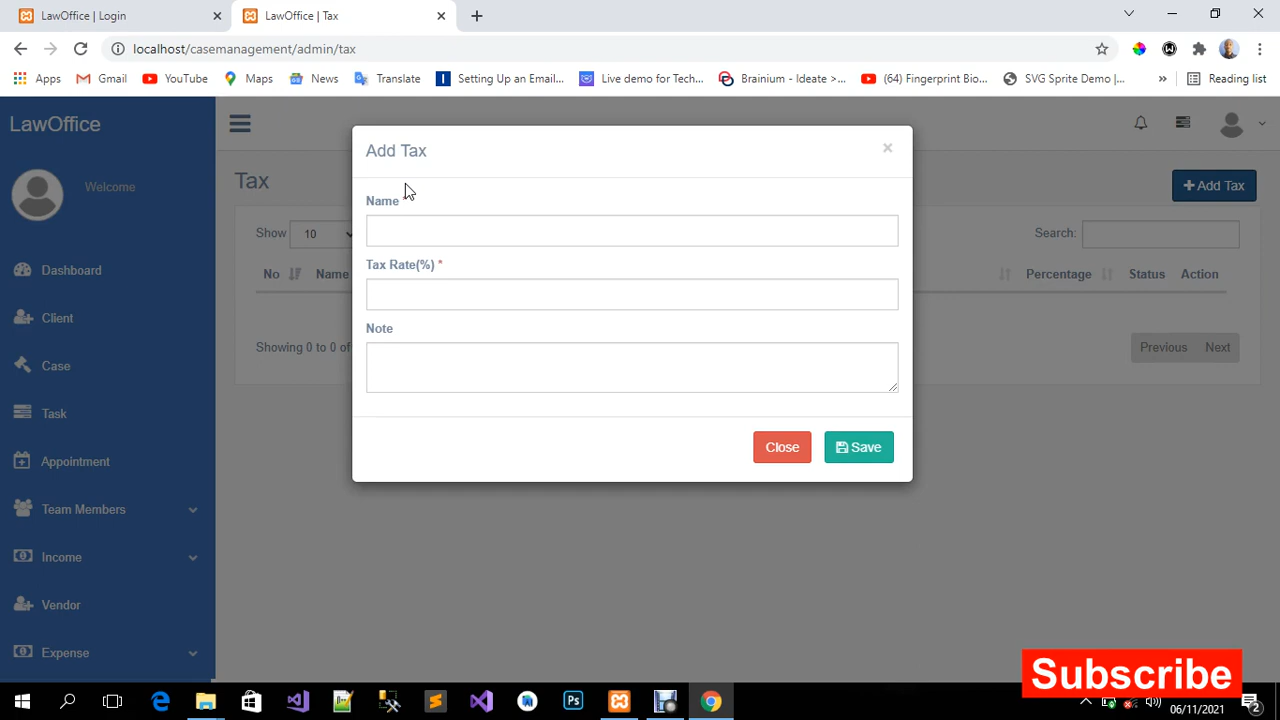 LawOffice | Login
LawOffice | Tax
localhost/casemanagement/admin/tax
Apps
Gmail
YouTube
Maps
News
Translate
Setting Up an Email...
Live demo for Tech...
Brainium - Ideate >...
(64) Fingerprint Bio...
SVG Sprite Demo |...
»
Reading list
LawOffice
Welcome
Dashboard
Client
Case
Task
Appointment
Team Members
Income
Vendor
Expense
Tax
+Add Tax
Show 10
Search:
No Name Percentage Status Action
Showing 0 to 0 of
Previous Next
Add Tax ×
Name
Tax Rate(%) *
Note
Close Save
Subscribe
06/11/2021
2